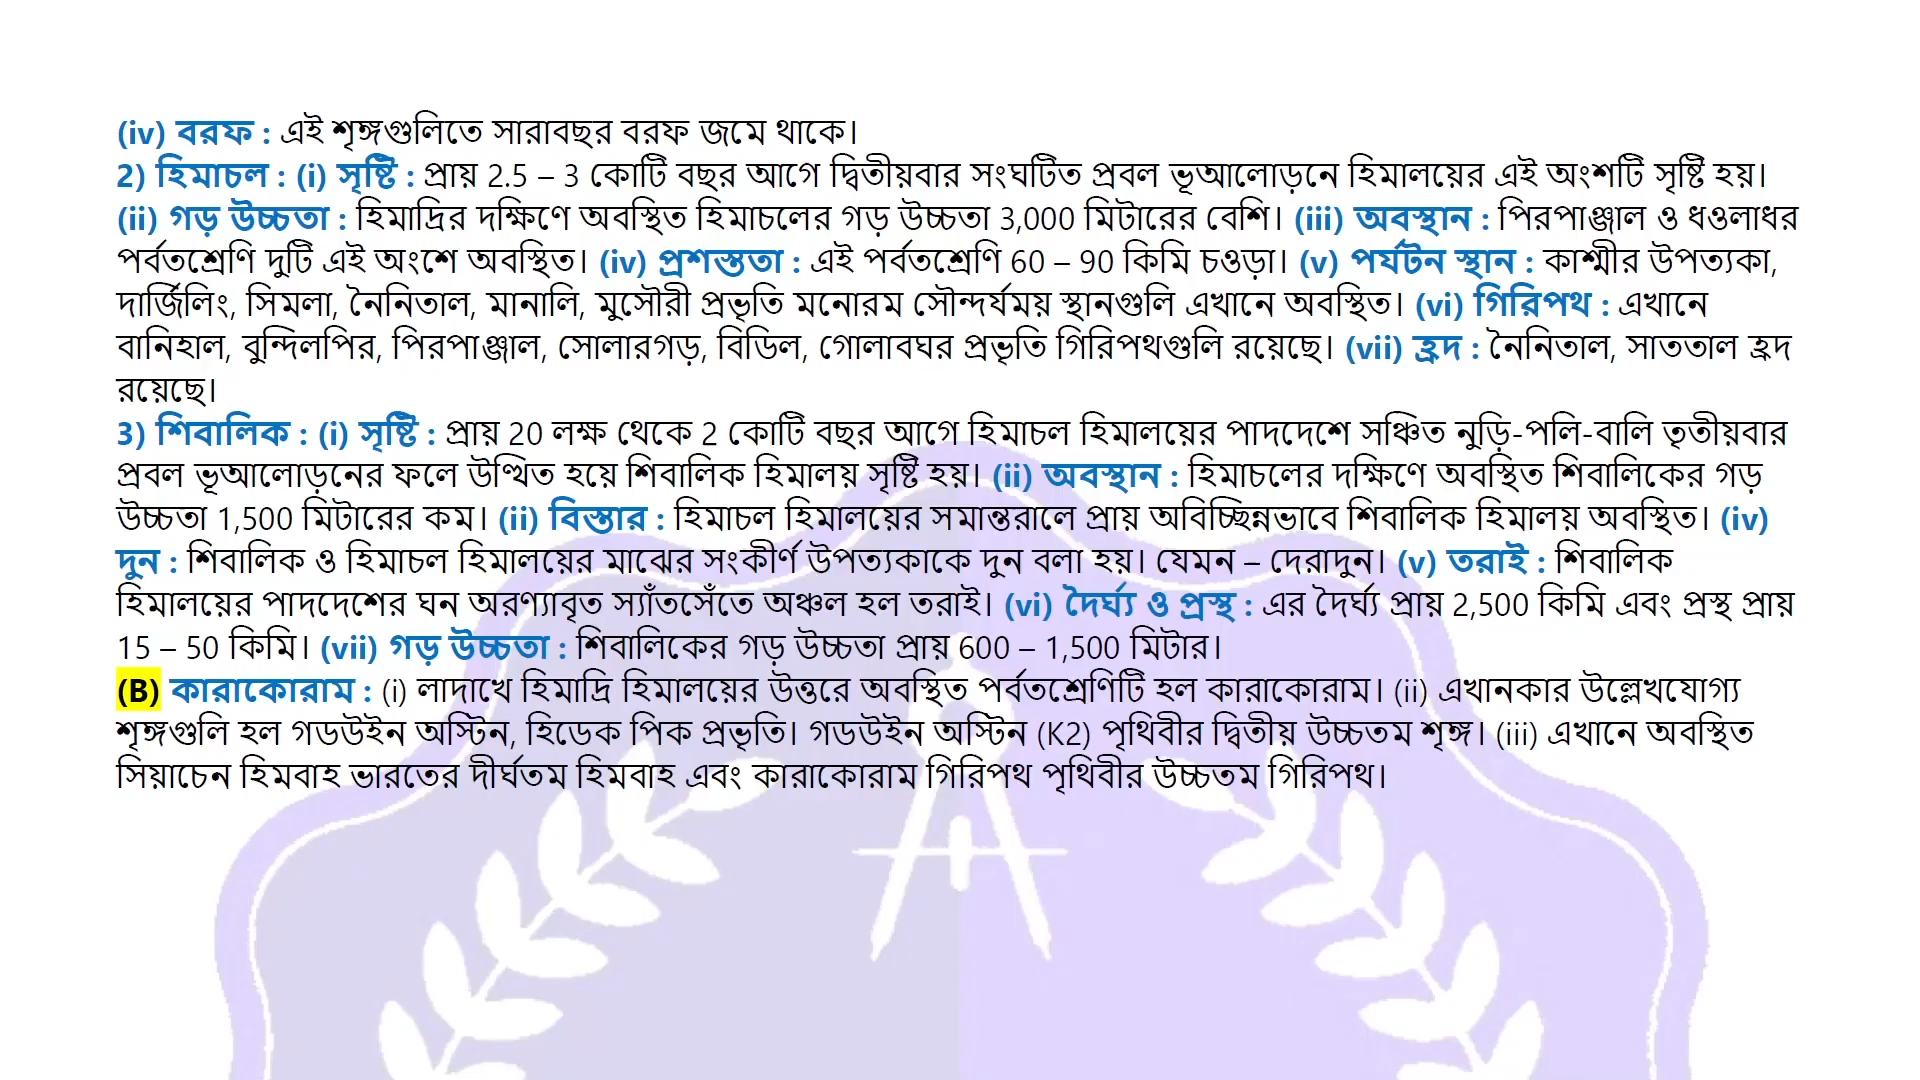 (iv) বরফ : এই শৃঙ্গগুলিতে সারাবছর বরফ জমে থাকে।
2) হিমাচল : (i) সৃষ্টি : প্রায় 2.5 – 3 কোটি বছর আগে দ্বিতীয়বার সংঘটিত প্রবল ভূআলোড়নে হিমালয়ের এই অংশটি সৃষ্টি হয়।
(ii) গড় উচ্চতা : হিমাদ্রির দক্ষিণে অবস্থিত হিমাচলের গড় উচ্চতা 3,000 মিটারের বেশি। (iii) অবস্থান : পিরপাঞ্জাল ও ধওলাধর
পর্বতশ্রেণি দুটি এই অংশে অবস্থিত। (iv) প্রশস্ততা : এই পর্বতশ্রেণি 60 – 90 কিমি চওড়া। (v) পর্যটন স্থান : কাশ্মীর উপত্যকা,
দার্জিলিং, সিমলা, নৈনিতাল, মানালি, মুসৌরী প্রভৃতি মনোরম সৌন্দর্যময় স্থানগুলি এখানে অবস্থিত। (vi) গিরিপথ : এখানে
বানিহাল, বুন্দিলপির, পিরপাঞ্জাল, সোলারগড়, বিডিল, গোলাবঘর প্রভৃতি গিরিপথগুলি রয়েছে। (vii) হ্রদ : নৈনিতাল, সাততাল হ্রদ
রয়েছে।
3) শিবালিক : (i) সৃষ্টি : প্রায় 20 লক্ষ থেকে 2 কোটি বছর আগে হিমাচল হিমালয়ের পাদদেশে সঞ্চিত নুড়ি-পলি-বালি তৃতীয়বার
প্রবল ভূআলোড়নের ফলে উত্থিত হয়ে শিবালিক হিমালয় সৃষ্টি হয়। (ii) অবস্থান : হিমাচলের দক্ষিণে অবস্থিত শিবালিকের গড়
উচ্চতা 1,500 মিটারের কম। (ii) বিস্তার : হিমাচল হিমালয়ের সমান্তরালে প্রায় অবিচ্ছিন্নভাবে শিবালিক হিমালয় অবস্থিত। (iv)
দুন : শিবালিক ও হিমাচল হিমালয়ের মাঝের সংকীর্ণ উপত্যকাকে দুন বলা হয়। যেমন – দেরাদুন। (v) তরাই : শিবালিক
হিমালয়ের পাদদেশের ঘন অরণ্যাবৃত স্যাঁতসেঁতে অঞ্চল হল তরাই। (vi) দৈর্ঘ্য ও প্রস্থ : এর দৈর্ঘ্য প্রায় 2,500 কিমি এবং প্রস্থ প্রায়
15 – 50 কিমি। (vii) গড় উচ্চতা : শিবালিকের গড় উচ্চতা প্রায় 600 – 1,500 মিটার।
(B) কারাকোরাম : (i) লাদাখে হিমাদ্রি হিমালয়ের উত্তরে অবস্থিত পর্বতশ্রেণিটি হল কারাকোরাম। (ii) এখানকার উল্লেখযোগ্য
শৃঙ্গগুলি হল গডউইন অস্টিন, হিডেক পিক প্রভৃতি। গডউইন অস্টিন (K2) পৃথিবীর দ্বিতীয় উচ্চতম শৃঙ্গ। (iii) এখানে অবস্থিত
সিয়াচেন হিমবাহ ভারতের দীর্ঘতম হিমবাহ এবং কারাকোরাম গিরিপথ পৃথিবীর উচ্চতম গিরিপথ।